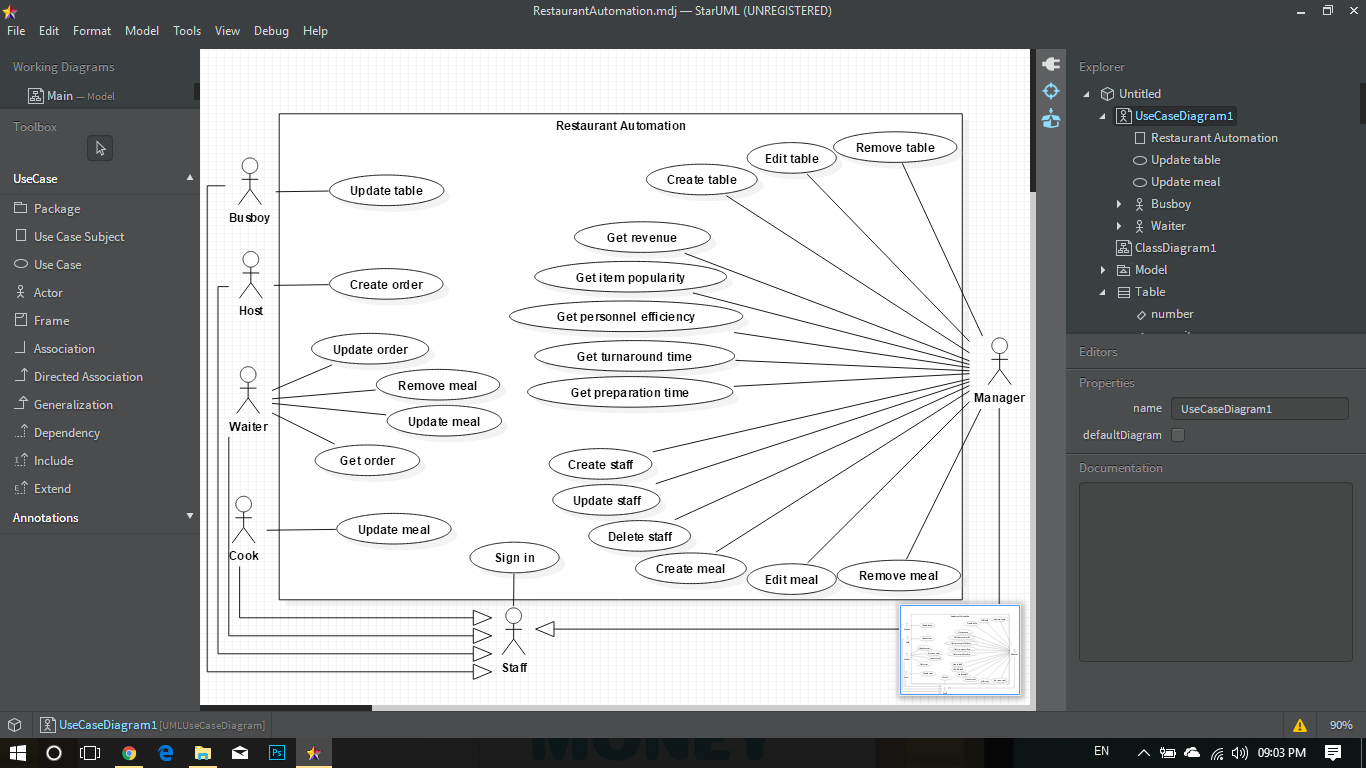 RestaurantAutomation.mdj — StarUML (UNREGISTERED)
File Edit Format Model Tools View Debug Help
Working Diagrams
Main — Model
Toolbox
UseCase
Package
Use Case Subject
Use Case
Actor
Frame
Association
Directed Association
Generalization
Dependency
Include
Extend
Annotations
Restaurant Automation
Busboy
Update table
Host
Create order
Waiter
Update order
Remove meal
Update meal
Get order
Cook
Update meal
Sign in
Staff
Create table
Edit table
Remove table
Get revenue
Get item popularity
Get personnel efficiency
Get turnaround time
Get preparation time
Manager
Create staff
Update staff
Delete staff
Create meal
Edit meal
Remove meal
Explorer
Untitled
UseCaseDiagram1
Restaurant Automation
Update table
Update meal
Busboy
Waiter
ClassDiagram1
Model
Table
number
Editors
Properties
name UseCaseDiagram1
defaultDiagram
Documentation
UseCaseDiagram1 [UMLUseCaseDiagram]
90%
MONEY
Ps
EN
09:03 PM